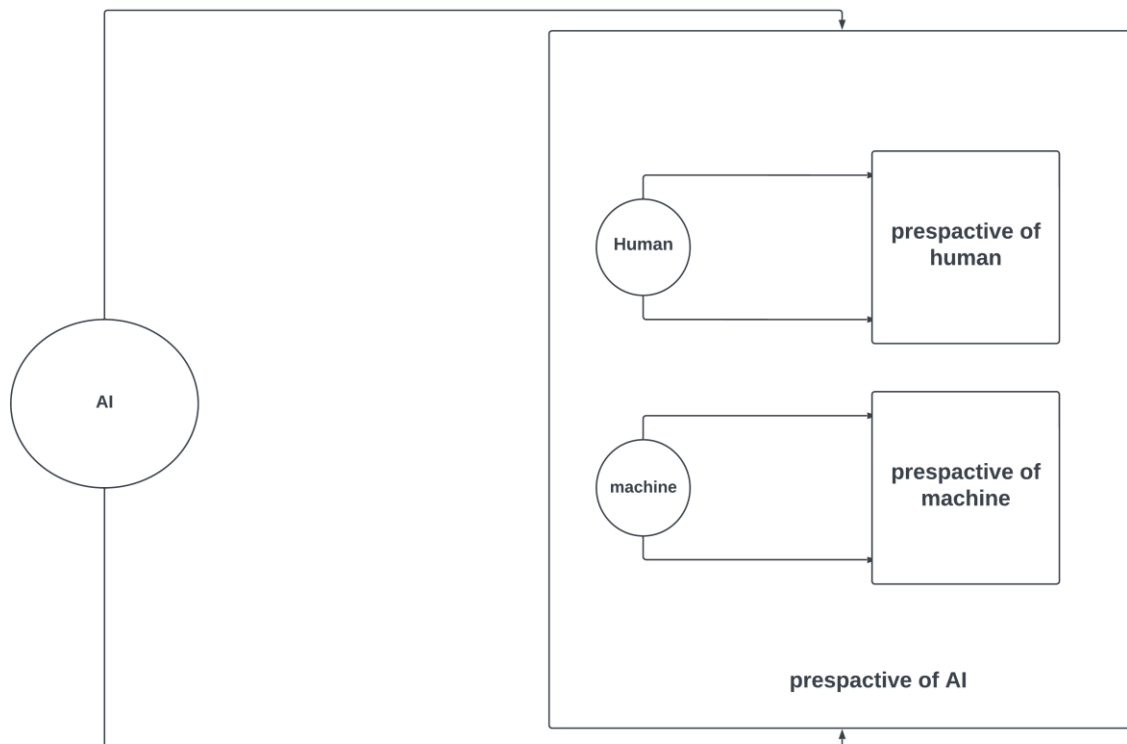 Human
prespactive of
human
AI
machine
prespactive of
machine
prespactive of AI